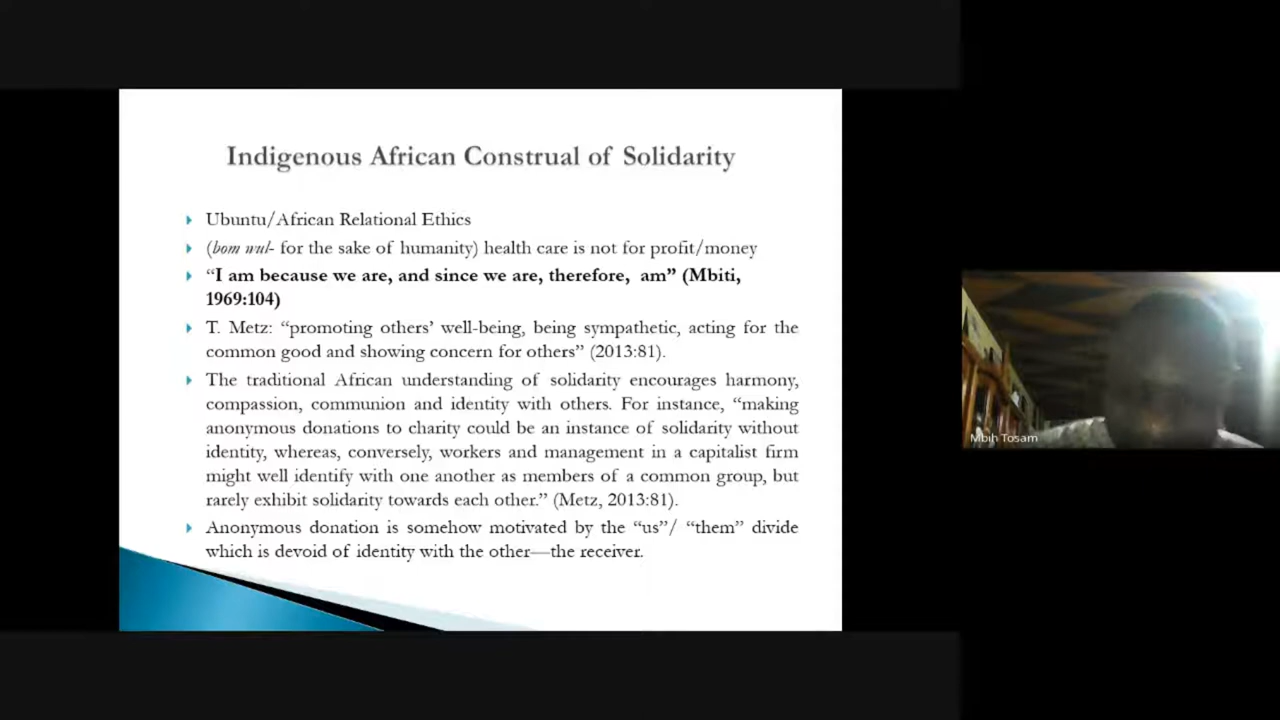 Indigenous African Construal of Solidarity
Ubuntu/African Relational Ethics
(bom wul- for the sake of humanity) health care is not for profit/money
“I am because we are, and since we are, therefore, am” (Mbiti,
1969:104)
T. Metz: “promoting others’ well-being, being sympathetic, acting for the
common good and showing concern for others” (2013:81).
The traditional African understanding of solidarity encourages harmony,
compassion, communion and identity with others. For instance, “making
anonymous donations to charity could be an instance of solidarity without
identity, whereas, conversely, workers and management in a capitalist firm
might well identify with one another as members of a common group, but
rarely exhibit solidarity towards each other.” (Metz, 2013:81).
Anonymous donation is somehow motivated by the “us”/ “them” divide
which is devoid of identity with the other—the receiver.
Mbih Tosam